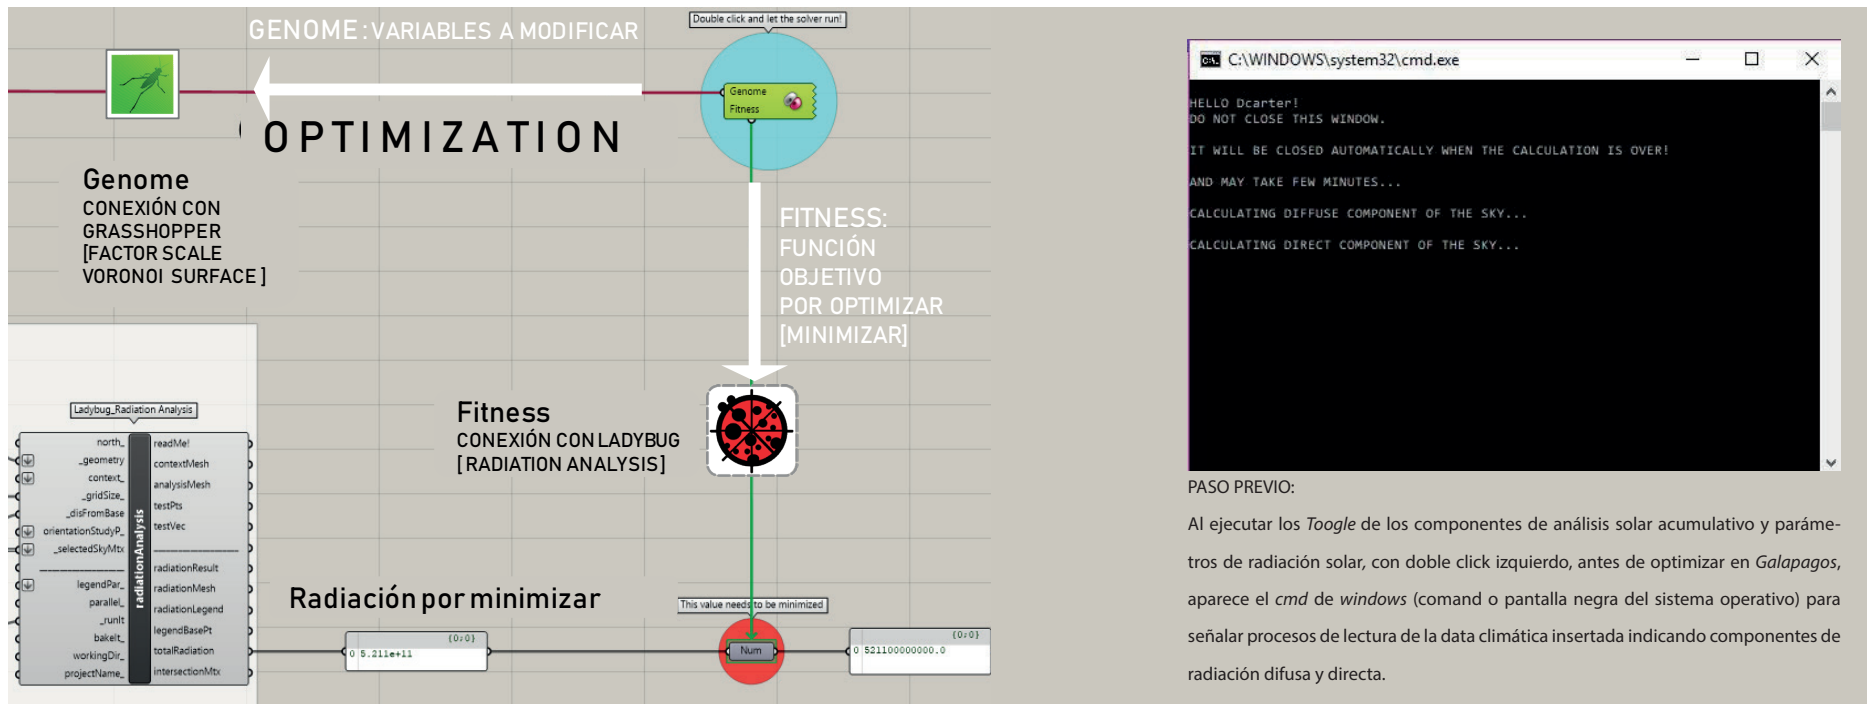 GENOME: VARIABLES A MODIFICAR
Double click and let the solver run!
Genome
Fitness
OPTIMIZATION
Genome
CONEXIÓN CON
GRASSHOPPER
[FACTOR SCALE
VORONOI SURFACE]
FITNESS:
FUNCIÓN
OBJETIVO
POR OPTIMIZAR
[MINIMIZAR]
Fitness
CONEXIÓN CON LADYBUG
[RADIATION ANALYSIS]
Ladybug_Radiation Analysis
north_
_geometry
context_
_gridSize_
_disFromBase
orientationStudyP_
_selectedSkyMtx
legendPar_
parallel_
_runIt
bakeIt_
workingDir_
projectName_
radiationAnalysis
readMe!
contextMesh
analysisMesh
testPts
testVec
radiationResult
radiationMesh
radiationLegend
legendBasePt
totalRadiation
intersectionMtx
Radiación por minimizar
{0;0}
0 5.211e+11
This value needs to be minimized
Num
{0;0}
0 521100000000.0
C:\WINDOWS\system32\cmd.exe
HELLO Dcarter!
DO NOT CLOSE THIS WINDOW.
IT WILL BE CLOSED AUTOMATICALLY WHEN THE CALCULATION IS OVER!
AND MAY TAKE FEW MINUTES...
CALCULATING DIFFUSE COMPONENT OF THE SKY...
CALCULATING DIRECT COMPONENT OF THE SKY...
PASO PREVIO:
Al ejecutar los Toogle de los componentes de análisis solar acumulativo y paráme-
tros de radiación solar, con doble click izquierdo, antes de optimizar en Galapagos,
aparece el cmd de windows (comand o pantalla negra del sistema operativo) para
señalar procesos de lectura de la data climática insertada indicando componentes de
radiación difusa y directa.